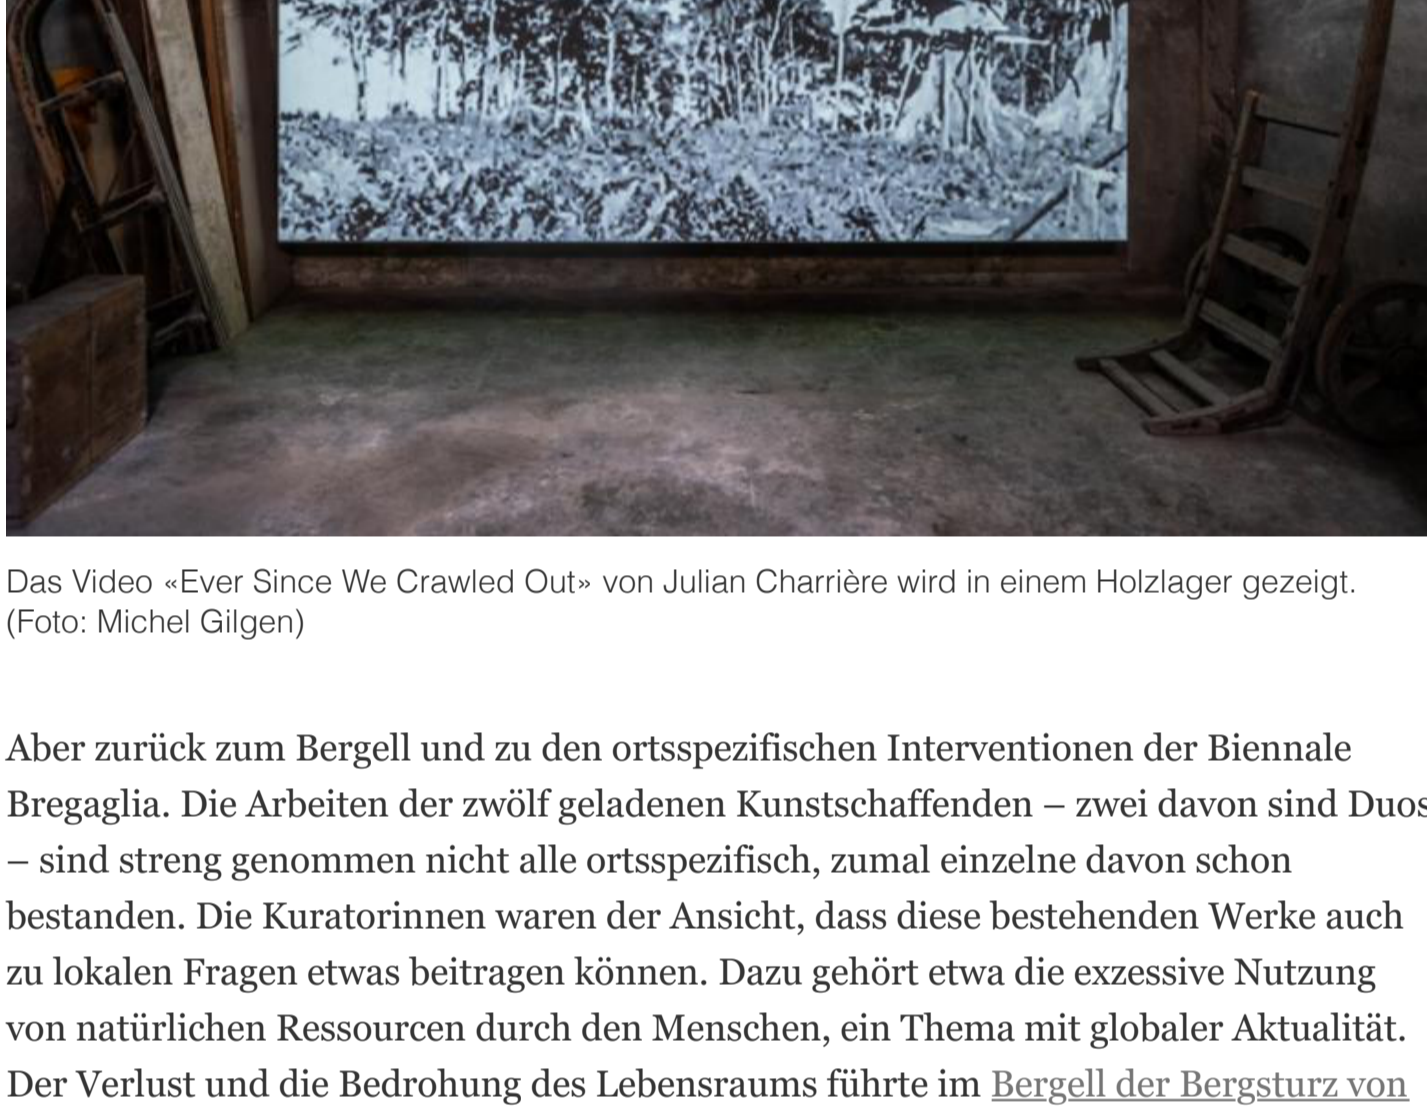 Das Video «Ever Since We Crawled Out» von Julian Charrière wird in einem Holzlager gezeigt.
(Foto: Michel Gilgen)
Aber zurück zum Bergell und zu den ortsspezifischen Interventionen der Biennale
Bregaglia. Die Arbeiten der zwölf geladenen Kunstschaffenden – zwei davon sind Duos
– sind streng genommen nicht alle ortsspezifisch, zumal einzelne davon schon
bestanden. Die Kuratorinnen waren der Ansicht, dass diese bestehenden Werke auch
zu lokalen Fragen etwas beitragen können. Dazu gehört etwa die exzessive Nutzung
von natürlichen Ressourcen durch den Menschen, ein Thema mit globaler Aktualität.
Der Verlust und die Bedrohung des Lebensraums führte im Bergell der Bergsturz von